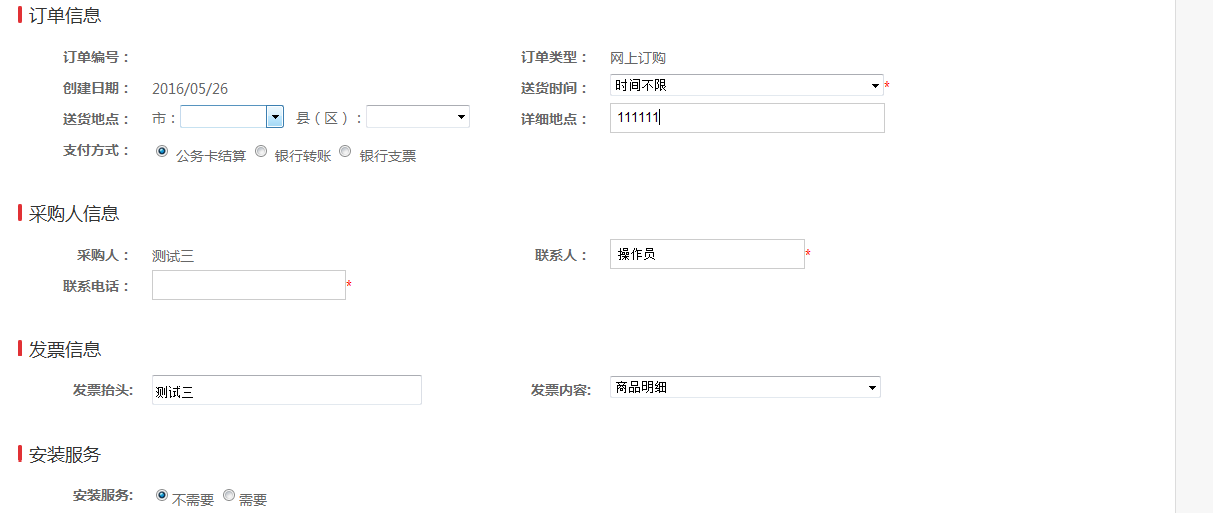 订单信息
订单编号： 订单类型： 网上订购
创建日期： 2016/05/26 送货时间： 时间不限 *
送货地点： 市： 县（区）： 详细地点： 111111
支付方式： 公务卡结算 银行转账 银行支票
采购人信息
采购人： 测试三 联系人： 操作员 *
联系电话： *
发票信息
发票抬头: 测试三 发票内容: 商品明细
安装服务
安装服务: 不需要 需要